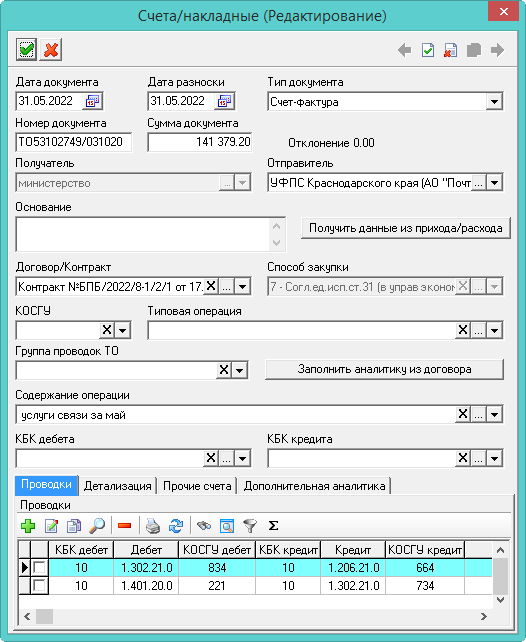 Счета/накладные (Редактирование)
Дата документа Дата разноски Тип документа
31.05.2022 31.05.2022 Счет-фактура
Номер документа Сумма документа
ТО53102749/031020 141 379.20 Отклонение 0.00
Получатель Отправитель
министерство УФПС Краснодарского края (АО "Почт
Основание
Получить данные из прихода/расхода
Договор/Контракт Способ закупки
Контракт №БПБ/2022/8-1/2/1 от 17. 7 - Согл.ед.исп.ст.31 (в управ эконом
КОСГУ Типовая операция
Группа проводок ТО
Заполнить аналитику из договора
Содержание операции
услуги связи за май
КБК дебета КБК кредита
Проводки Детализация Прочие счета Дополнительная аналитика
Проводки
КБК дебет Дебет КОСГУ дебет КБК кредит Кредит КОСГУ кредит
10 1.302.21.0 834 10 1.206.21.0 664
10 1.401.20.0 221 10 1.302.21.0 734